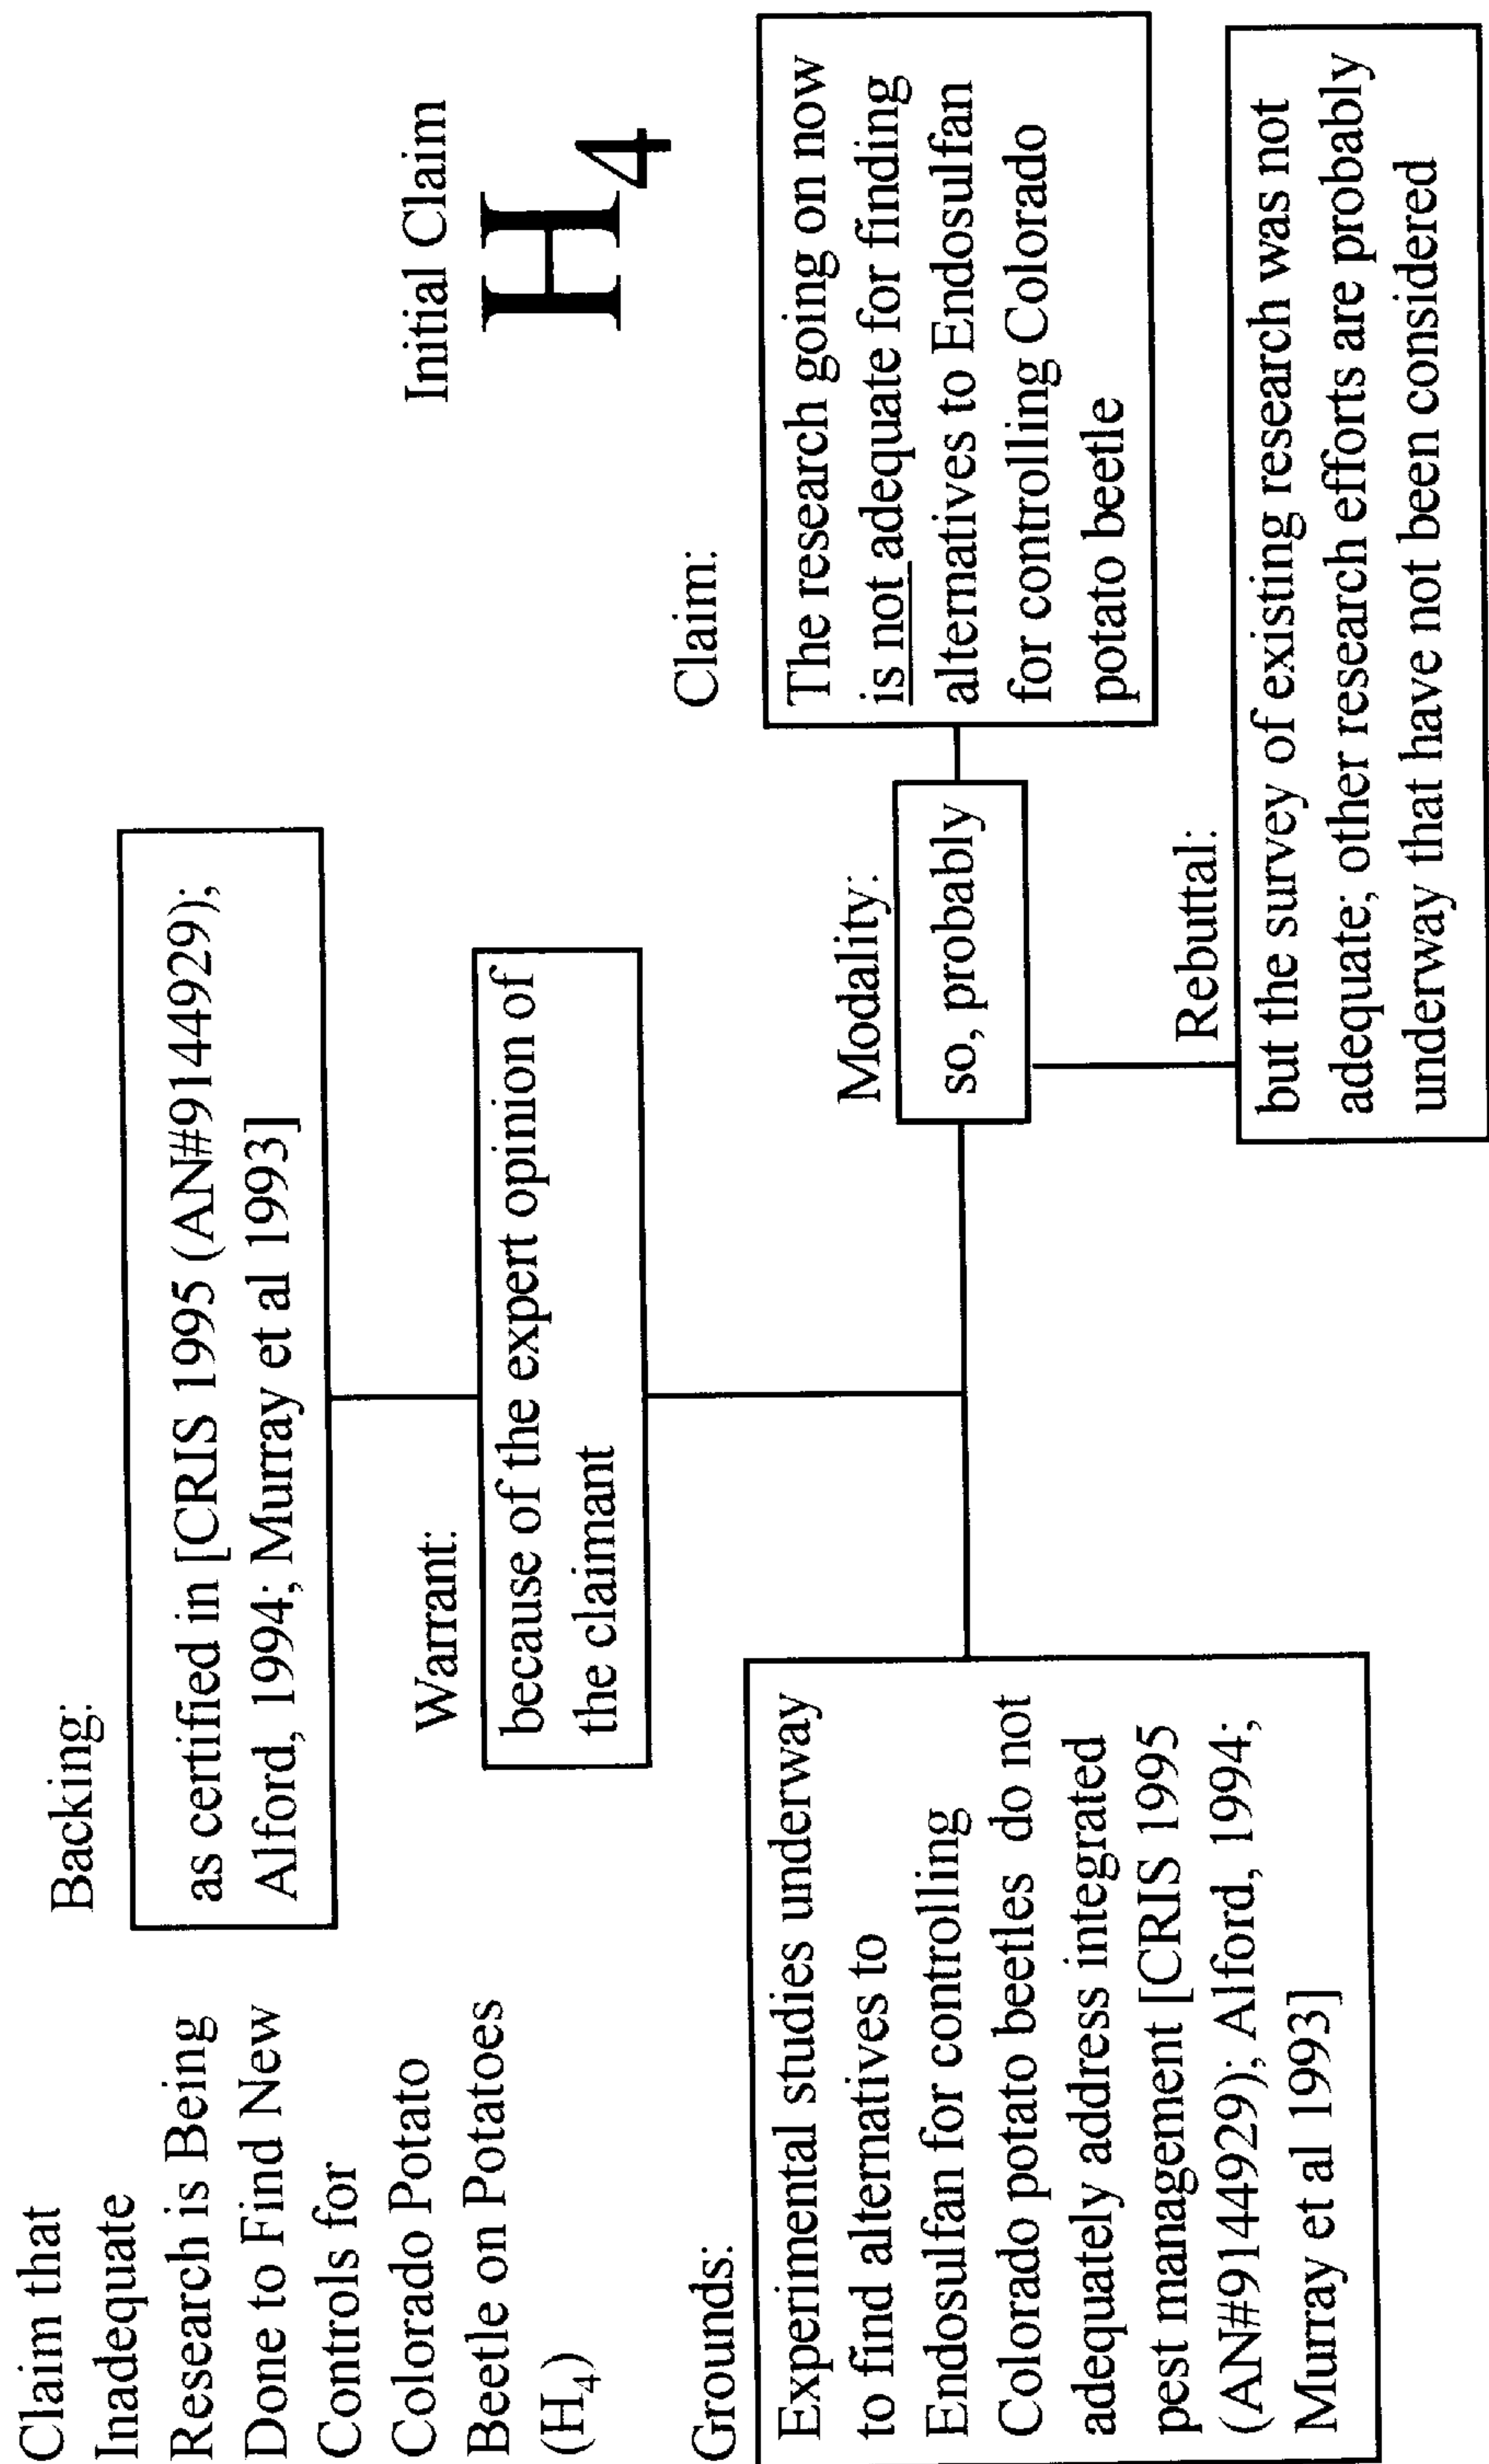 Claim that
Inadequate
Research is Being
Done to Find New
Controls for
Colorado Potato
Beetle on Potatoes
(H4)
Backing:
as certified in [CRIS 1995 (AN#9144929);
Alford, 1994; Murray et al 1993]
Initial Claim
H4
Warrant:
because of the expert opinion of
the claimant
Grounds:
Experimental studies underway
to find alternatives to
Endosulfan for controlling
Colorado potato beetles do not
adequately address integrated
pest management [CRIS 1995
(AN#9144929); Alford, 1994;
Murray et al 1993]
Modality:
so, probably
Claim:
The research going on now
is not adequate for finding
alternatives to Endosulfan
for controlling Colorado
potato beetle
Rebuttal:
but the survey of existing research was not
adequate; other research efforts are probably
underway that have not been considered